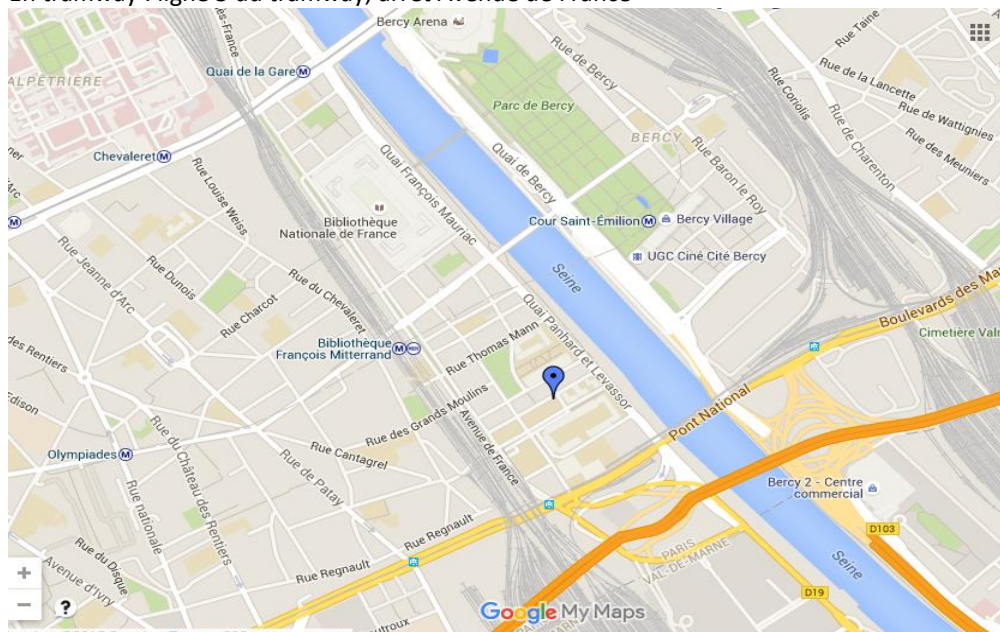 Bercy Arena
Rue Taine
Quai de la Gare
Rue de Bercy
Rue de la Lancette
ALPÊTRIÈRE
Rue Coriolis
Parc de Bercy
Rue de Wattignies
BERCY
Rue des Meuniers
Rue de Charenton
Chevaleret
Quai François Mauriac
Quai de Bercy
Rue Baron le Roy
Rue Louise Weiss
Bibliothèque
Nationale de France
Cour Saint-Émilion
Bercy Village
UGC Ciné Cité Bercy
Rue Jeanne d'Arc
Rue Dunois
Seine
Rue du Chevaleret
Rue Charcot
Boulevards des Ma
Quai Panhard et Levassor
Cimetière Val
Bibliothèque
François Mitterrand
Rue Thomas Mann
des Rentiers
Edison
Rue des Grands Moulins
Pont National
Avenue de France
Rue Cantagrel
Olympiades
Rue du Château des Rentiers
Rue de Patay
Rue nationale
Bercy 2 - Centre
commercial
D103
Rue Regnault
PARIS
VAL-DE-MARNE
Seine
Rue du Disque
Rue Regnault
Avenue d'Ivry
D19
+
−
?
Google My Maps